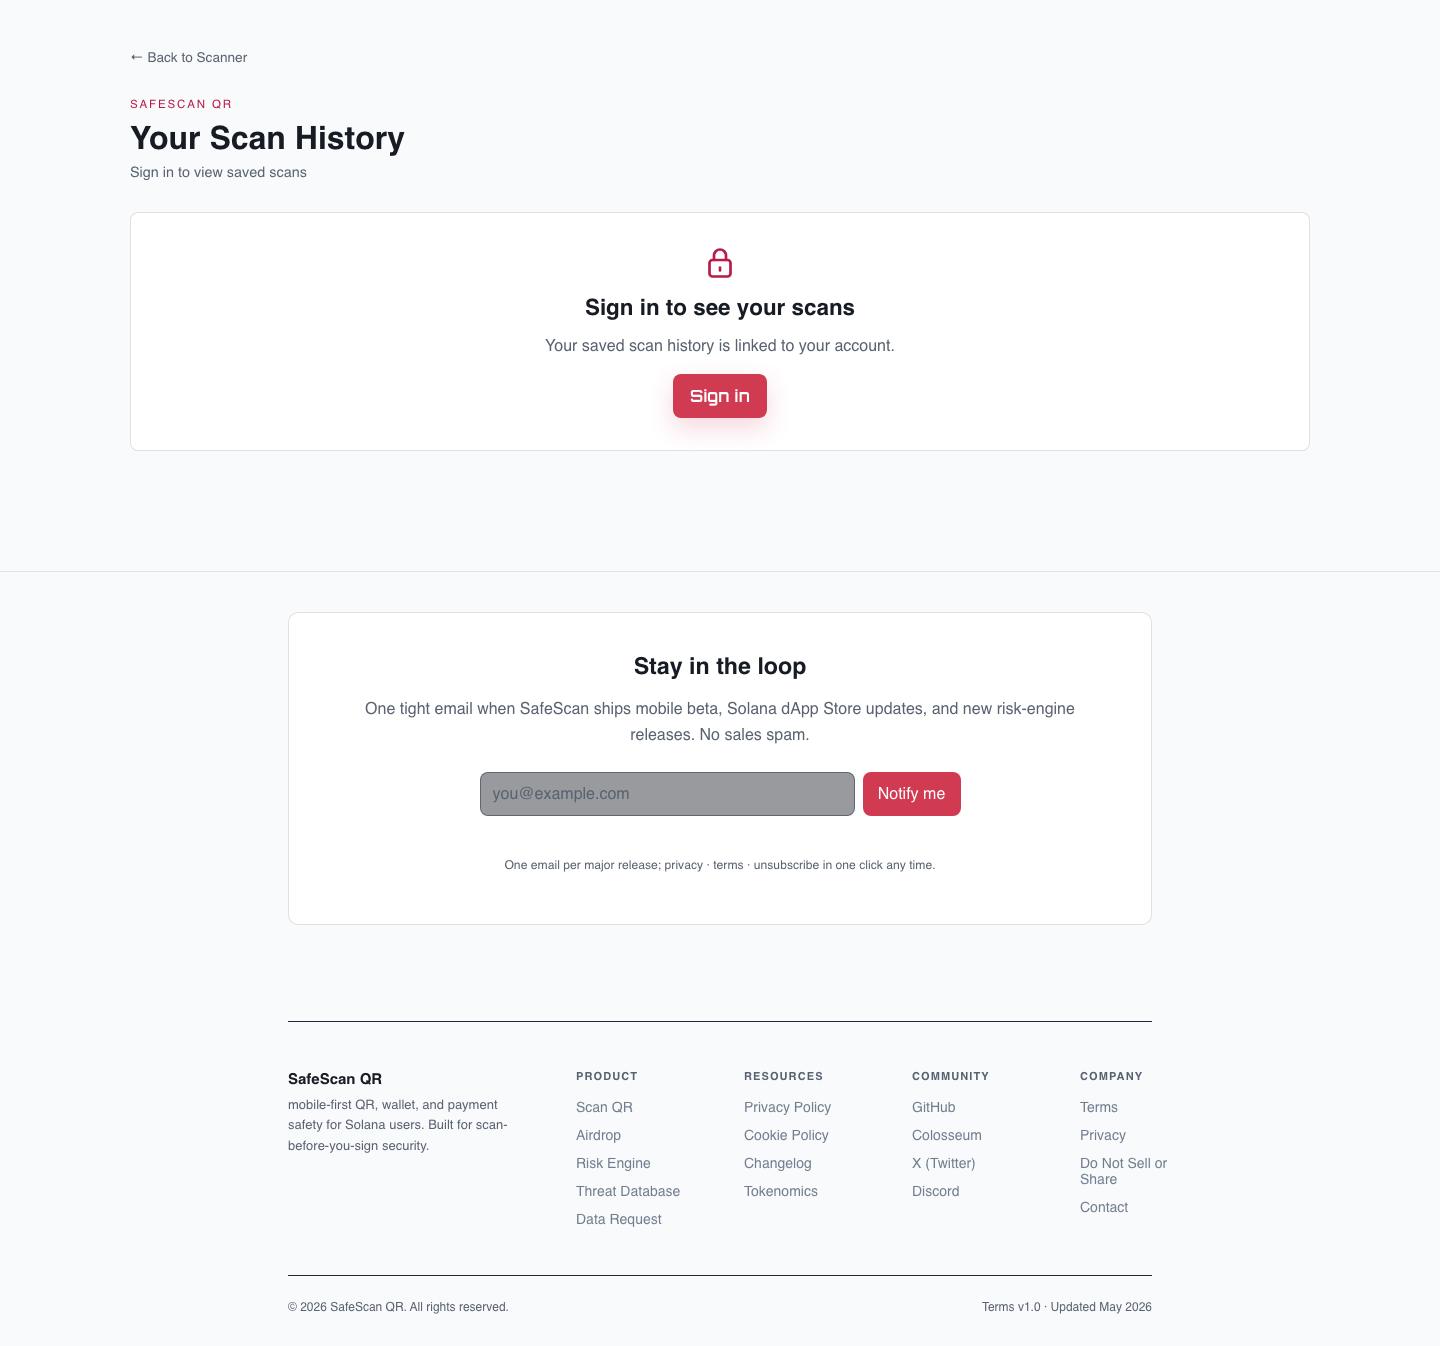 ← Back to Scanner
SAFESCAN QR
Your Scan History
Sign in to view saved scans
Sign in to see your scans
Your saved scan history is linked to your account.
Sign in
Stay in the loop
One tight email when SafeScan ships mobile beta, Solana dApp Store updates, and new risk-engine
releases. No sales spam.
you@example.com
Notify me
One email per major release; privacy · terms · unsubscribe in one click any time.
SafeScan QR
mobile-first QR, wallet, and payment
safety for Solana users. Built for scan-
before-you-sign security.
PRODUCT
Scan QR
Airdrop
Risk Engine
Threat Database
Data Request
RESOURCES
Privacy Policy
Cookie Policy
Changelog
Tokenomics
COMMUNITY
GitHub
Colosseum
X (Twitter)
Discord
COMPANY
Terms
Privacy
Do Not Sell or
Share
Contact
© 2026 SafeScan QR. All rights reserved.
Terms v1.0 · Updated May 2026